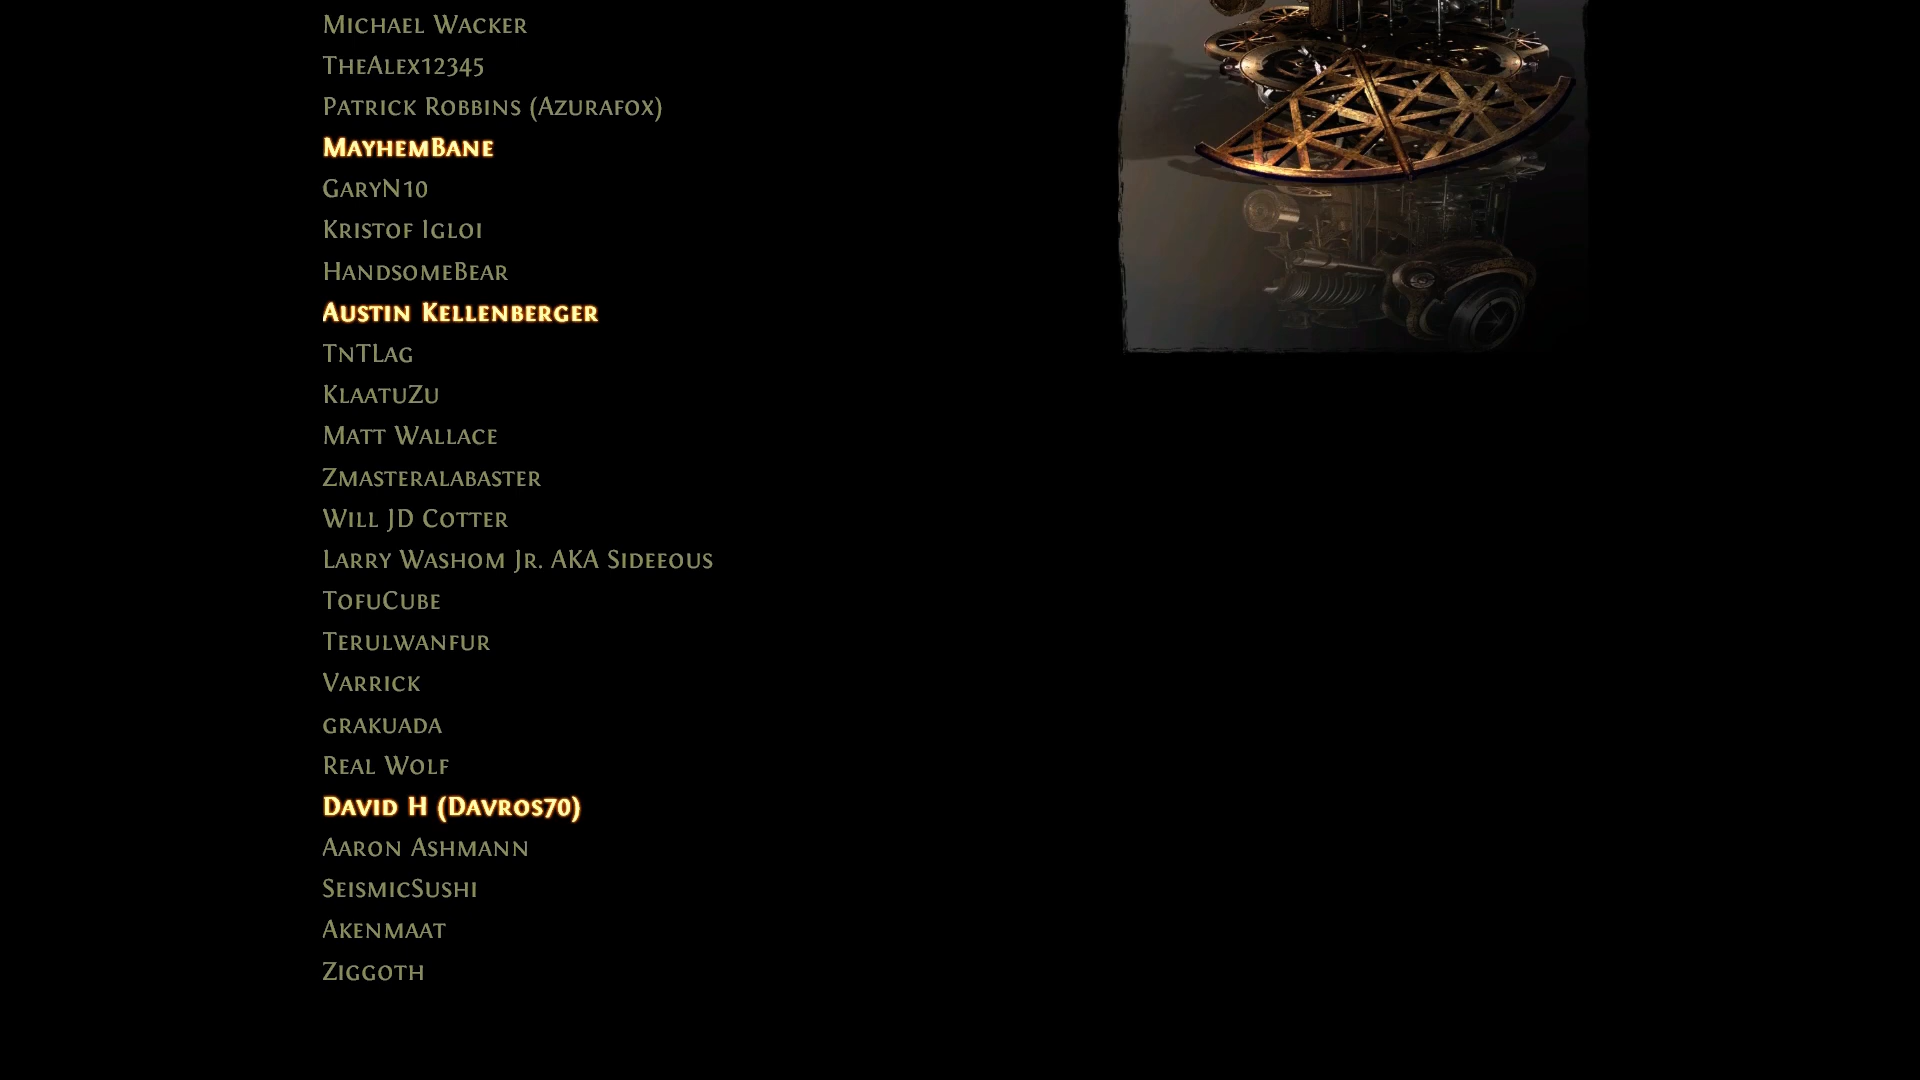 Michael Wacker
TheAlex12345
Patrick Robbins (Azurafox)
MayhemBane
GaryN10
Kristof Igloi
HandsomeBear
Austin Kellenberger
TnTLag
KlaatuZu
Matt Wallace
Zmasteralabaster
Will JD Cotter
Larry Washom Jr. AKA Sideeous
TofuCube
Terulwanfur
Varrick
grakuada
Real Wolf
David H (Davros70)
Aaron Ashmann
SeismicSushi
Akenmaat
Ziggoth